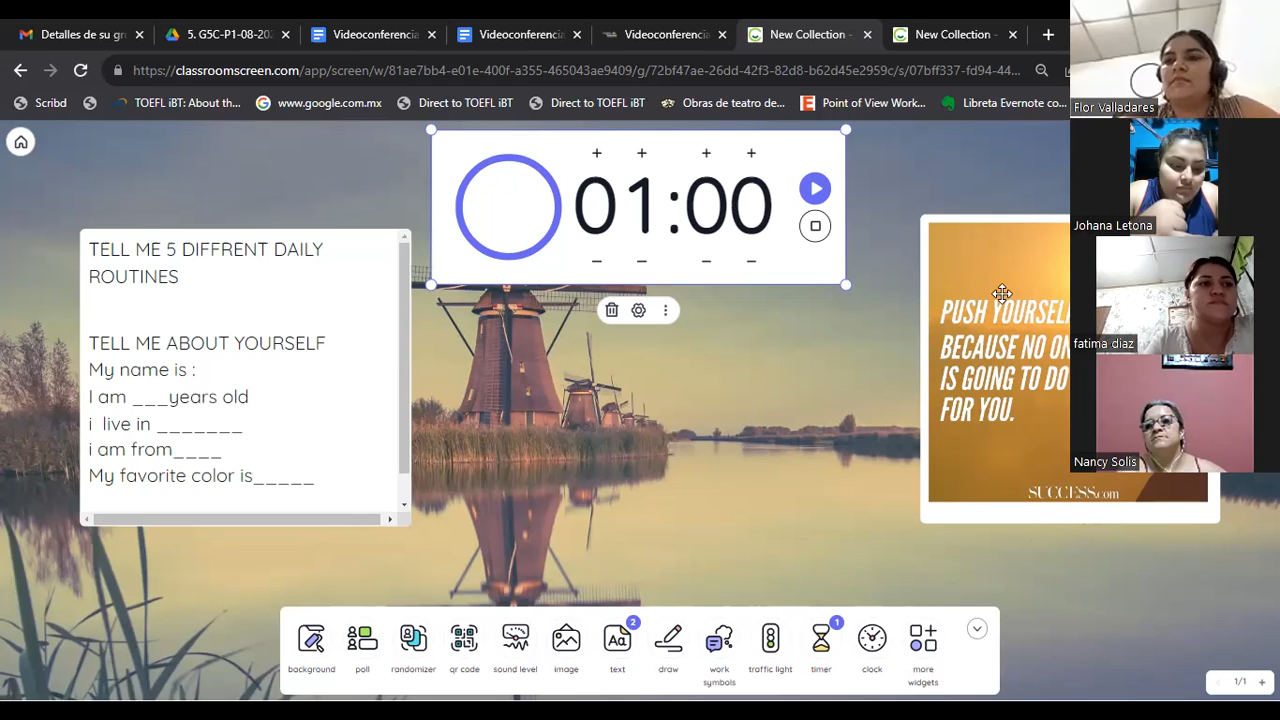 Detalles de su gr
5. G5C-P1-08-202
Videoconferencia
Videoconferencia
Videoconferencia
New Collection -
New Collection -
https://classroomscreen.com/app/screen/w/81ae7bb4-e01e-400f-a355-465043ae9409/g/72bf47ae-26dd-42f3-82d8-b62d45e2959c/s/07bff337-fd94-44...
Scribd
TOEFL iBT: About th...
www.google.com.mx
Direct to TOEFL iBT
Direct to TOEFL iBT
Obras de teatro de...
Point of View Work...
Libreta Evernote co...
Flor Valladares
Johana Letona
fatima diaz
Nancy Solis
+ + + +
01:00
– – – –
TELL ME 5 DIFFRENT DAILY
ROUTINES
TELL ME ABOUT YOURSELF
My name is :
I am ___years old
i live in _______
i am from____
My favorite color is_____
PUSH YOURSELF
BECAUSE NO ON
IS GOING TO DO
FOR YOU.
SUCCESS.com
background
poll
randomizer
qr code
sound level
image
2
text
draw
work
symbols
traffic light
1
timer
clock
more
widgets
1/1